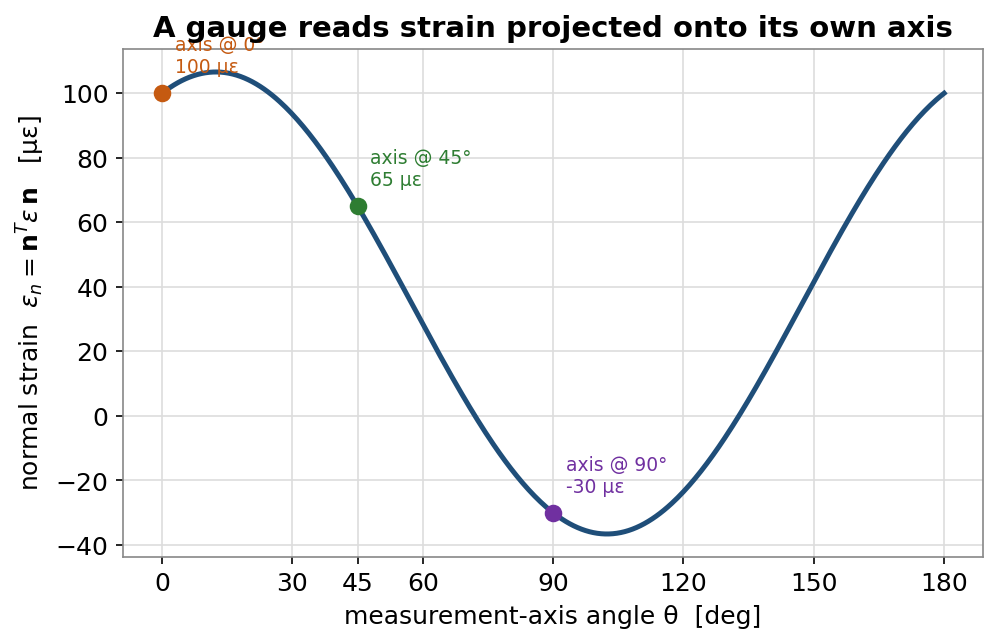 A gauge reads strain projected onto its own axis
axis @ 0
100 µε
axis @ 45°
65 µε
axis @ 90°
-30 µε
normal strain  εₙ = nᵀε n   [µε]
100
80
60
40
20
0
−20
−40
0 30 45 60 90 120 150 180
measurement-axis angle θ  [deg]